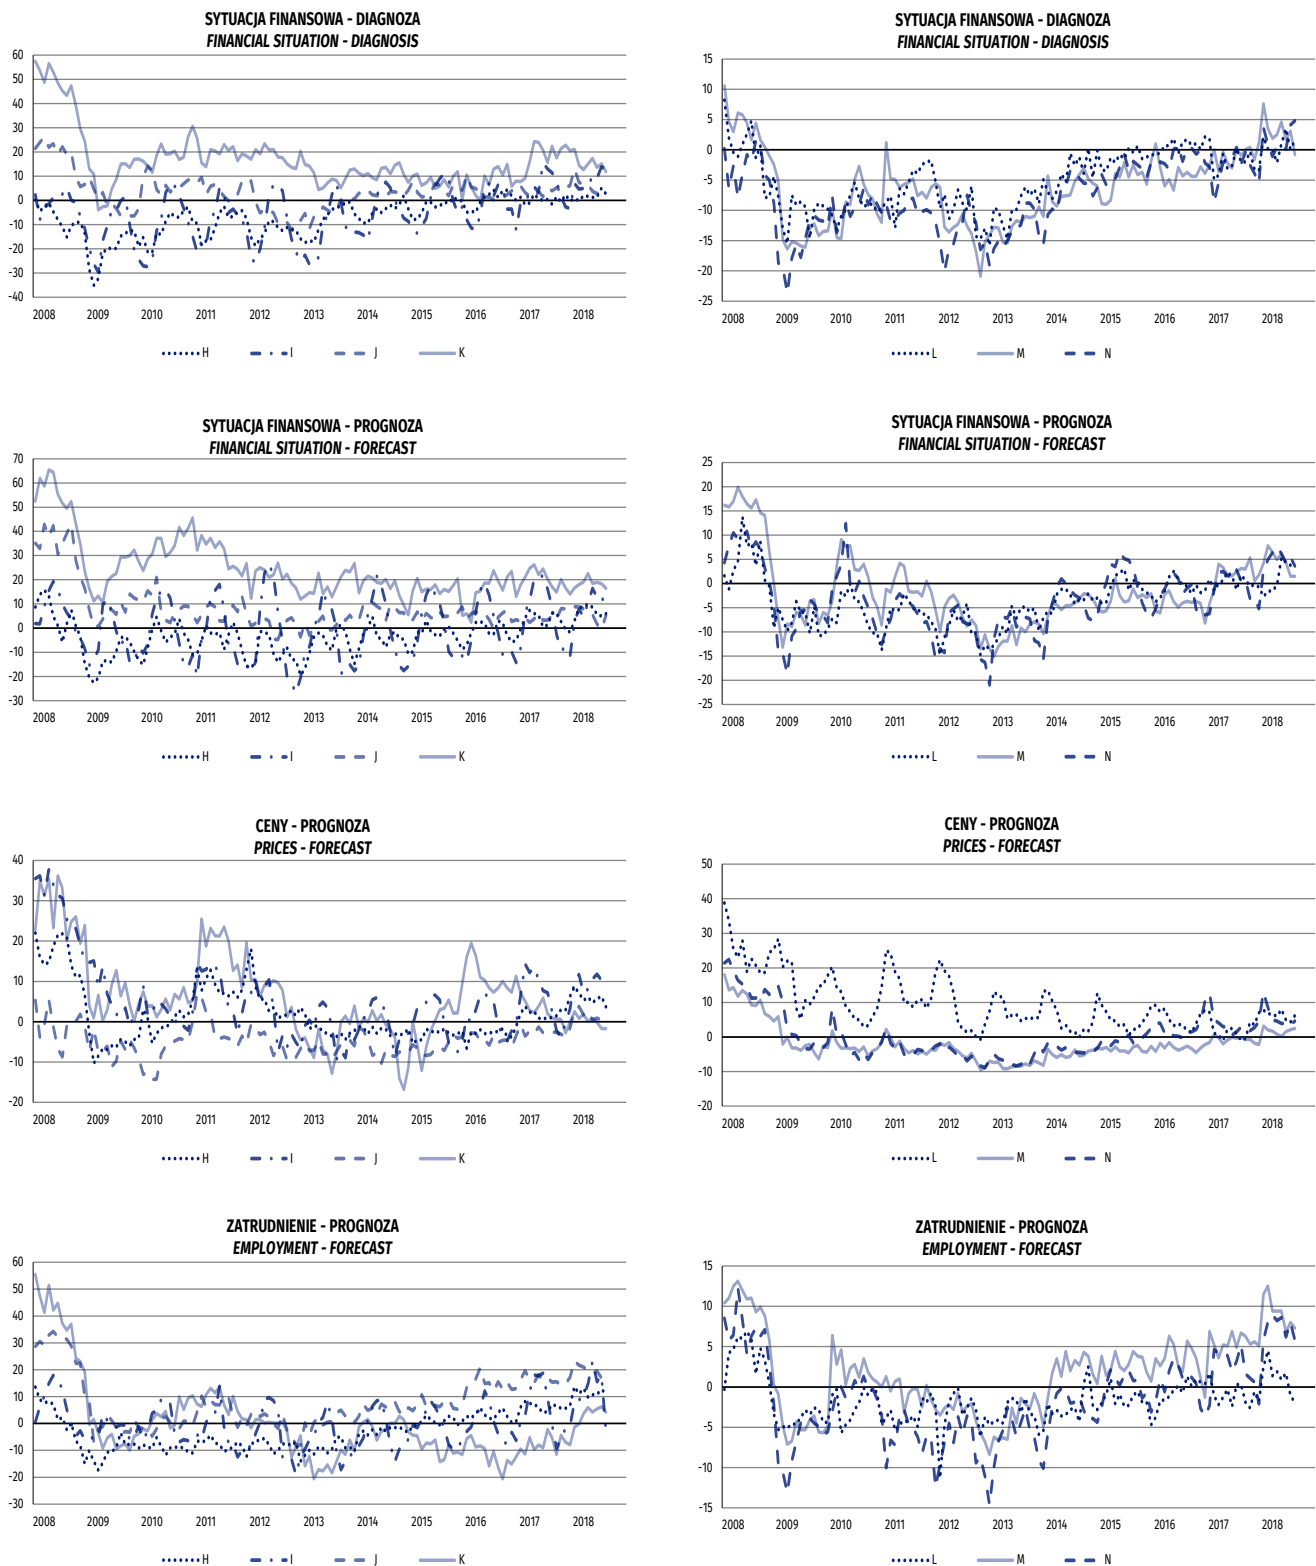 SYTUACJA FINANSOWA - DIAGNOZA
FINANCIAL SITUATION - DIAGNOSIS
60
50
40
30
20
10
0
-10
-20
-30
-40
2008 2009 2010 2011 2012 2013 2014 2015 2016 2017 2018
H I J K
SYTUACJA FINANSOWA - DIAGNOZA
FINANCIAL SITUATION - DIAGNOSIS
15
10
5
0
-5
-10
-15
-20
-25
2008 2009 2010 2011 2012 2013 2014 2015 2016 2017 2018
L M N
SYTUACJA FINANSOWA - PROGNOZA
FINANCIAL SITUATION - FORECAST
70
60
50
40
30
20
10
0
-10
-20
-30
2008 2009 2010 2011 2012 2013 2014 2015 2016 2017 2018
H I J K
SYTUACJA FINANSOWA - PROGNOZA
FINANCIAL SITUATION - FORECAST
25
20
15
10
5
0
-5
-10
-15
-20
-25
2008 2009 2010 2011 2012 2013 2014 2015 2016 2017 2018
L M N
CENY - PROGNOZA
PRICES - FORECAST
40
30
20
10
0
-10
-20
2008 2009 2010 2011 2012 2013 2014 2015 2016 2017 2018
H I J K
CENY - PROGNOZA
PRICES - FORECAST
50
40
30
20
10
0
-10
-20
2008 2009 2010 2011 2012 2013 2014 2015 2016 2017 2018
L M N
ZATRUDNIENIE - PROGNOZA
EMPLOYMENT - FORECAST
60
50
40
30
20
10
0
-10
-20
-30
2008 2009 2010 2011 2012 2013 2014 2015 2016 2017 2018
H I J K
ZATRUDNIENIE - PROGNOZA
EMPLOYMENT - FORECAST
15
10
5
0
-5
-10
-15
2008 2009 2010 2011 2012 2013 2014 2015 2016 2017 2018
L M N